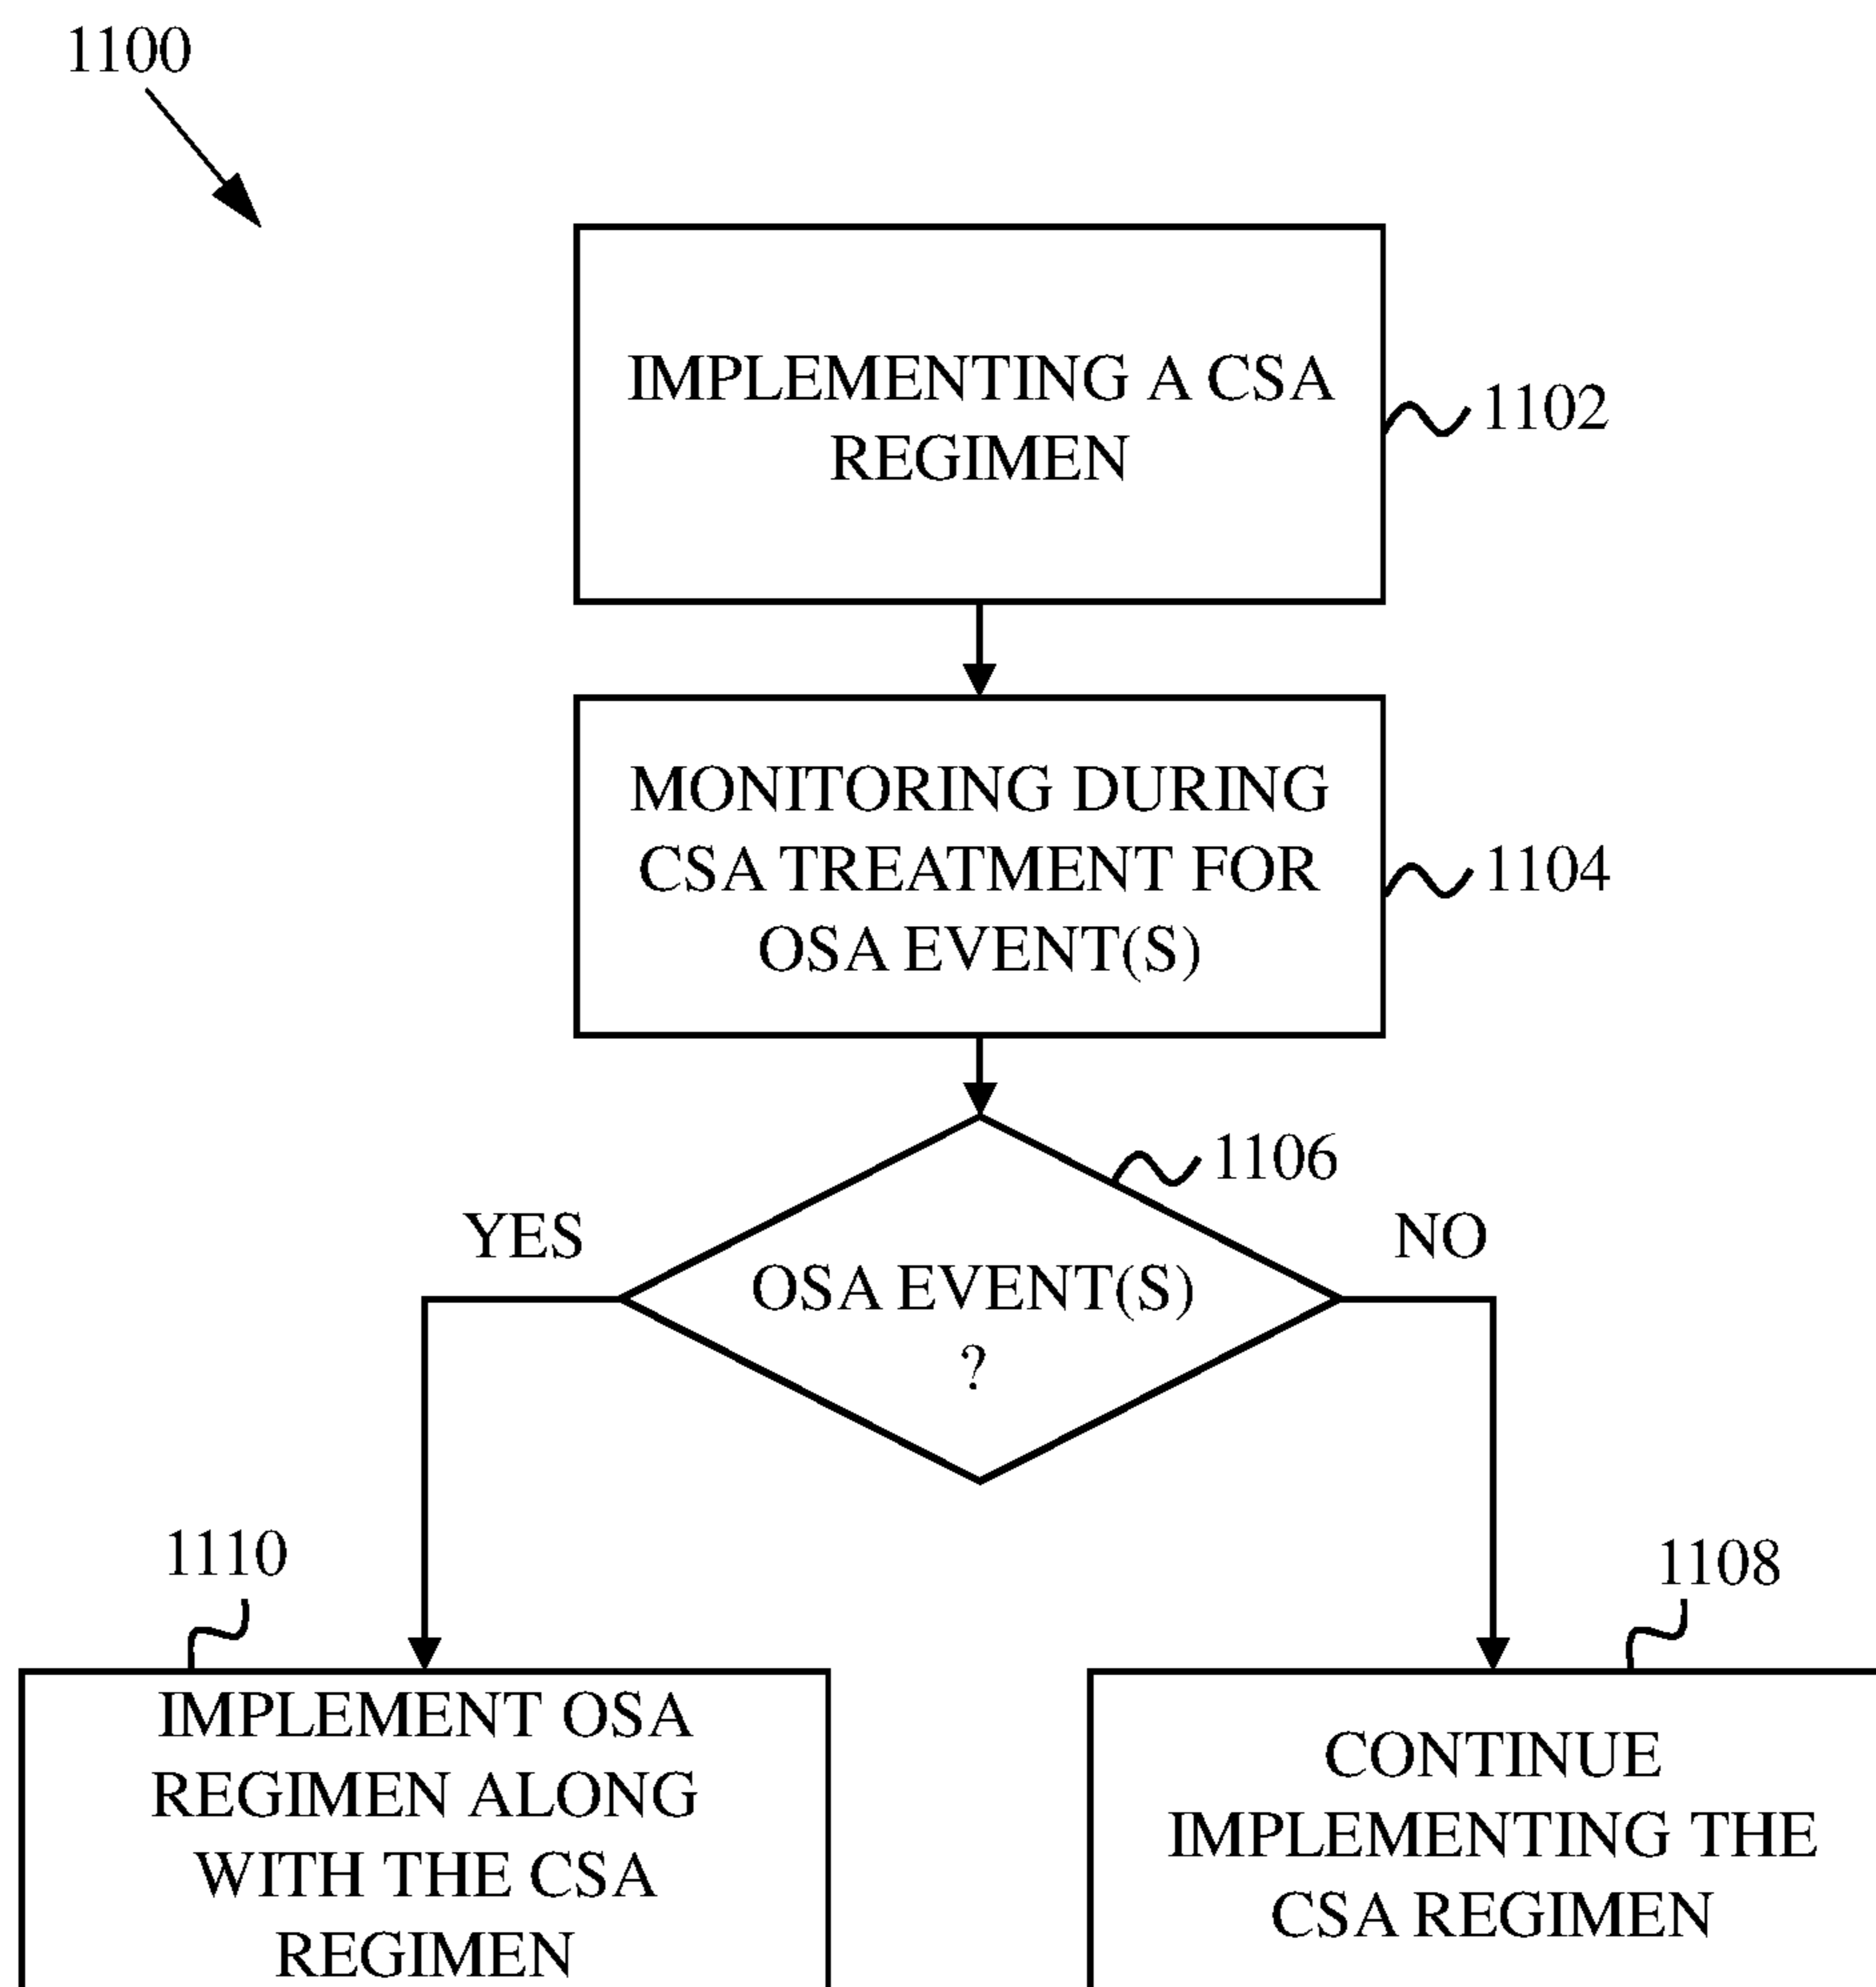 1100
IMPLEMENTING A CSA
REGIMEN
1102
MONITORING DURING
CSA TREATMENT FOR
OSA EVENT(S)
1104
1106
YES
NO
OSA EVENT(S)
?
1110
1108
IMPLEMENT OSA
REGIMEN ALONG
WITH THE CSA
REGIMEN
CONTINUE
IMPLEMENTING THE
CSA REGIMEN